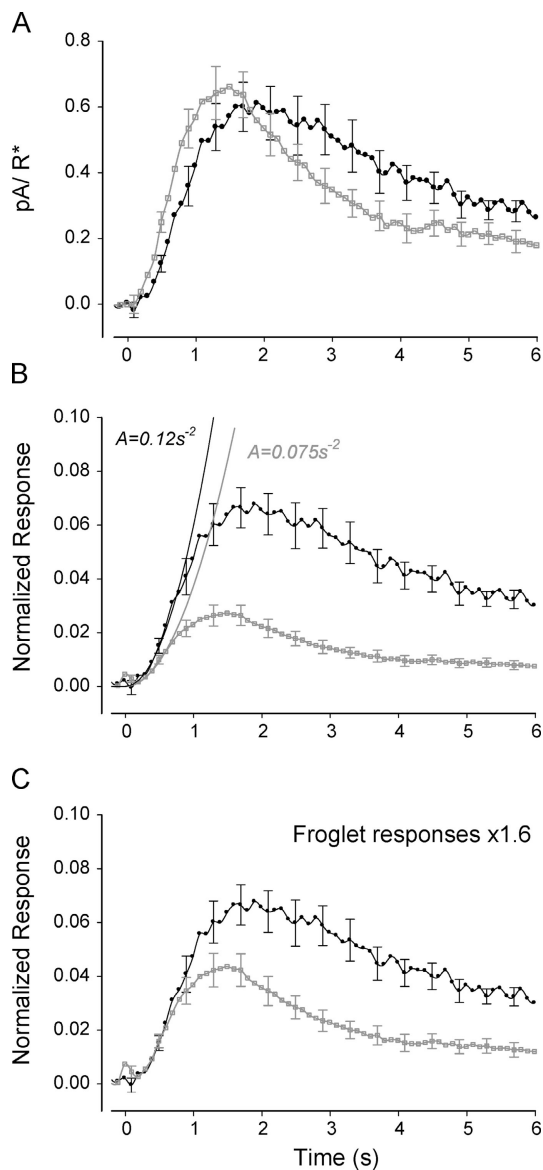 A
0.8
0.6
0.4
0.2
0.0
pA/ R*
0 1 2 3 4 5 6
B
0.10
0.08
0.06
0.04
0.02
0.00
Normalized Response
A=0.12s⁻²
A=0.075s⁻²
0 1 2 3 4 5 6
C
0.10
0.08
0.06
0.04
0.02
0.00
Normalized Response
Froglet responses x1.6
0 1 2 3 4 5 6
Time (s)